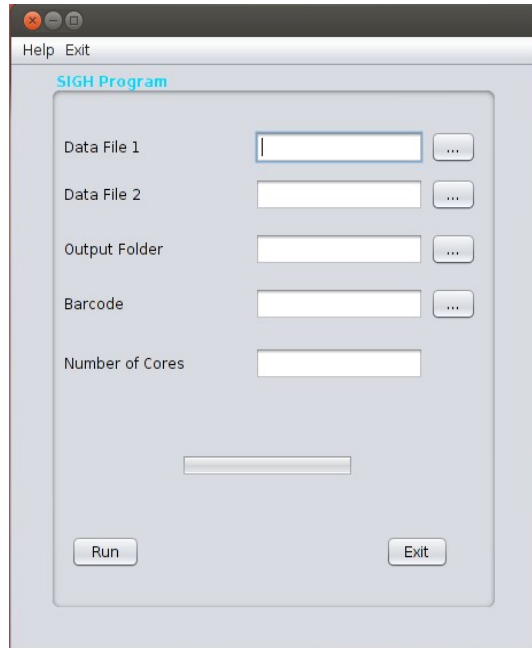 Help Exit
SIGH Program
Data File 1 ...
Data File 2 ...
Output Folder ...
Barcode ...
Number of Cores
Run Exit